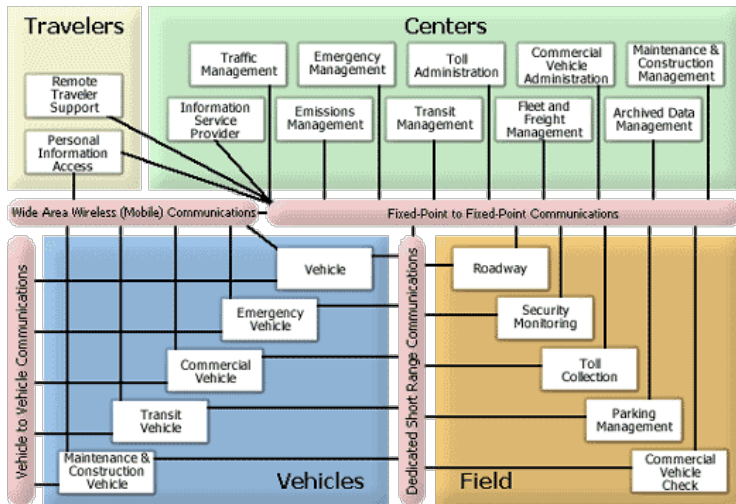 Travelers
Centers
Traffic
Management
Emergency
Management
Toll
Administration
Commercial
Vehicle
Administration
Maintenance &
Construction
Management
Remote
Traveler
Support
Information
Service
Provider
Emissions
Management
Transit
Management
Fleet and
Freight
Management
Archived Data
Management
Personal
Information
Access
Wide Area Wireless (Mobile) Communications
Fixed-Point to Fixed-Point Communications
Vehicle to Vehicle Communications
Dedicated Short Range Communications
Vehicle
Roadway
Emergency
Vehicle
Security
Monitoring
Commercial
Vehicle
Toll
Collection
Transit
Vehicle
Parking
Management
Maintenance &
Construction
Vehicle
Commercial
Vehicle
Check
Vehicles
Field